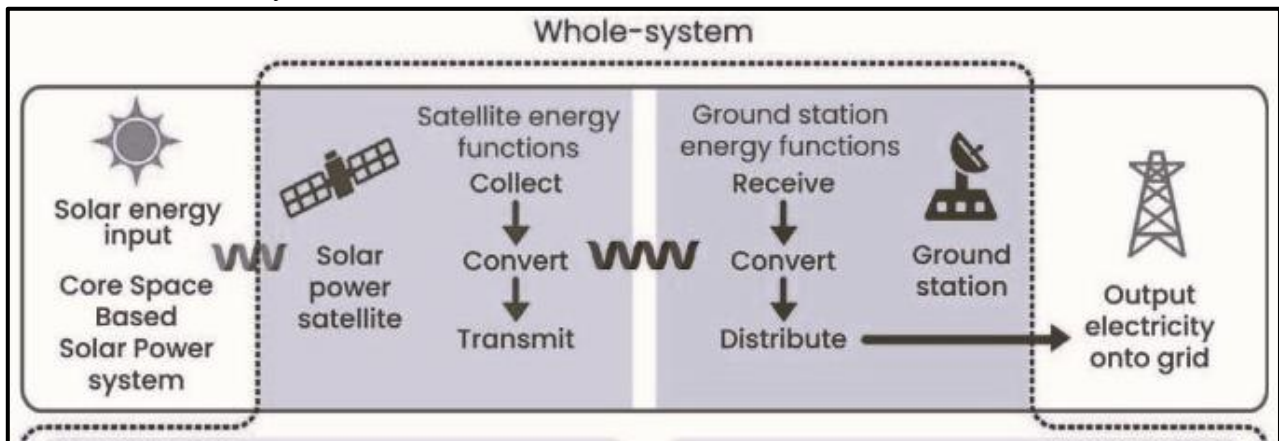 Whole-system
Solar energy
input
Core Space
Based
Solar Power
system
Solar
power
satellite
Satellite energy
functions
Collect
Convert
Transmit
Ground station
energy functions
Receive
Convert
Distribute
Ground
station
Output
electricity
onto grid